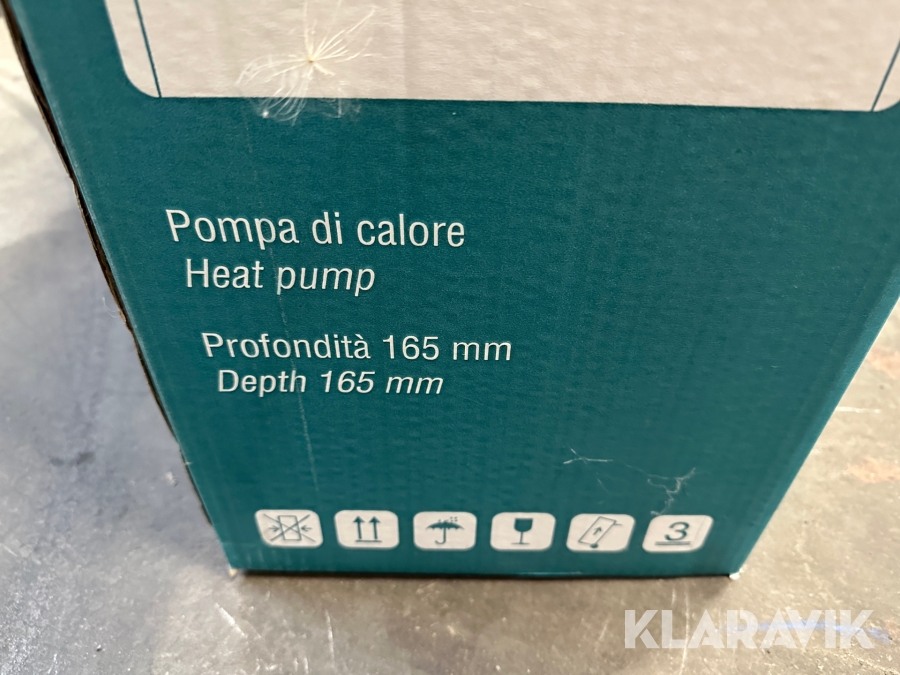 Pompa di calore
Heat pump
Profondità 165 mm
Depth 165 mm
3
KLARAVIK